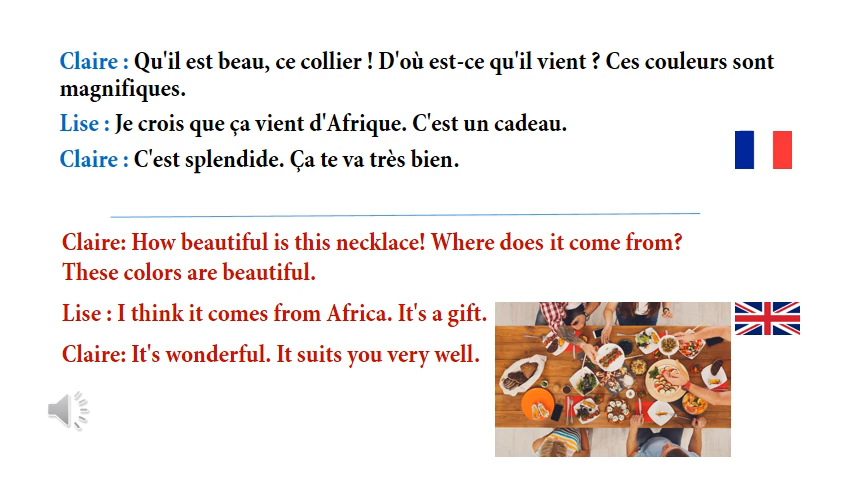 Claire : Qu'il est beau, ce collier ! D'où est-ce qu'il vient ? Ces couleurs sont
magnifiques.
Lise : Je crois que ça vient d'Afrique. C'est un cadeau.
Claire : C'est splendide. Ça te va très bien.
Claire: How beautiful is this necklace! Where does it come from?
These colors are beautiful.
Lise : I think it comes from Africa. It's a gift.
Claire: It's wonderful. It suits you very well.